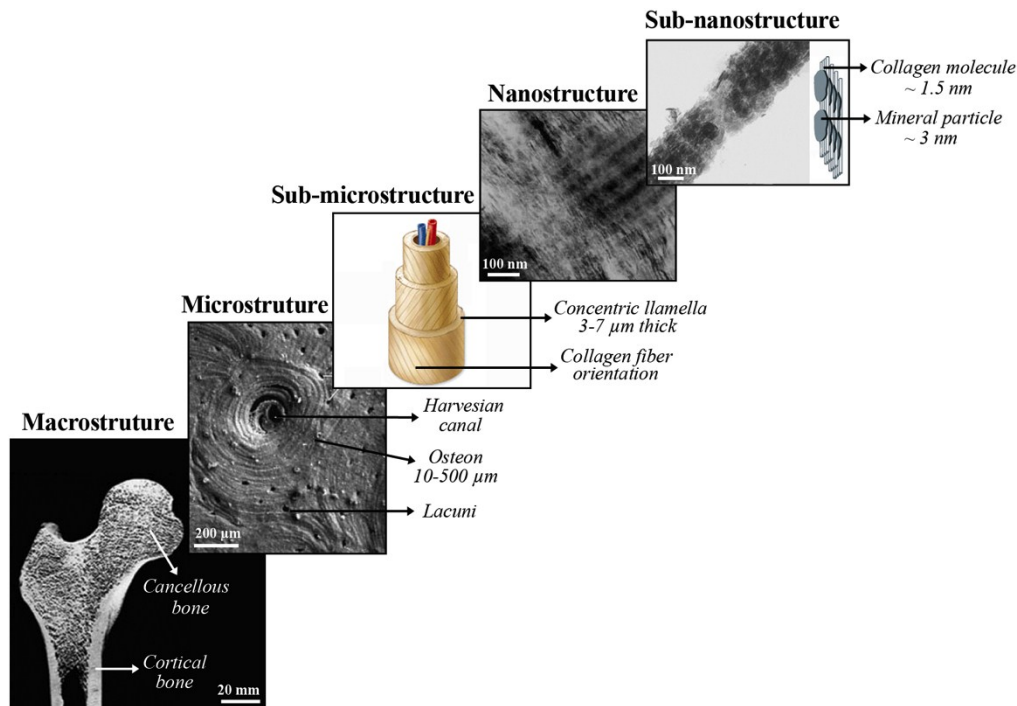 Sub-nanostructure
Collagen molecule
~ 1.5 nm
Mineral particle
~ 3 nm
100 nm
Nanostructure
100 nm
Sub-microstructure
Concentric llamella
3-7 µm thick
Collagen fiber
orientation
Microstruture
Harvesian
canal
Osteon
10-500 µm
Lacuni
200 µm
Macrostruture
Cancellous
bone
Cortical
bone
20 mm